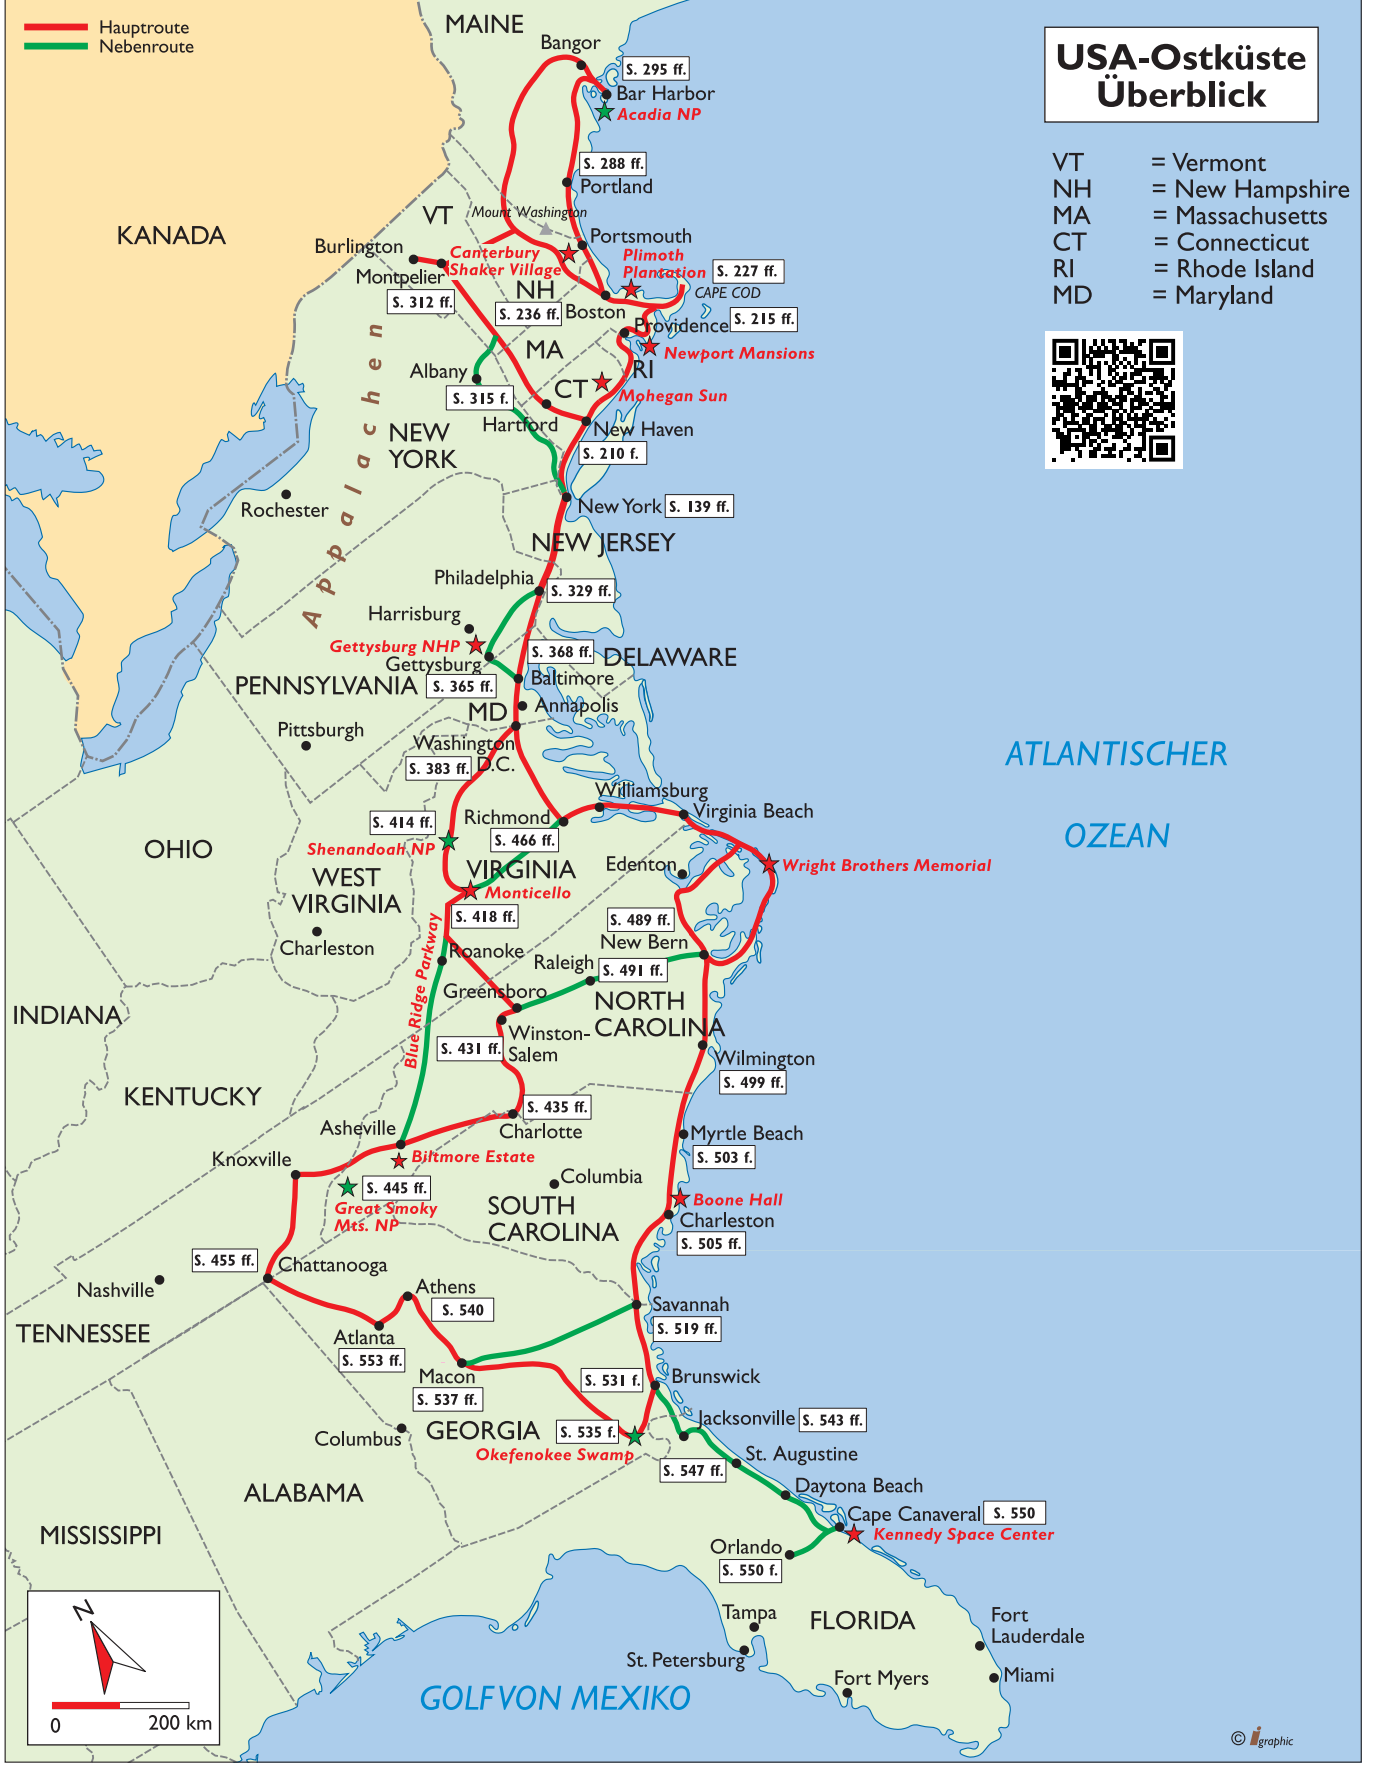 Hauptroute
Nebenroute
USA-Ostküste
Überblick
VT = Vermont
NH = New Hampshire
MA = Massachusetts
CT = Connecticut
RI = Rhode Island
MD = Maryland
MAINE
Bangor
S. 295 ff.
Bar Harbor
Acadia NP
S. 288 ff.
Portland
KANADA
VT
Mount Washington
Burlington
Montpelier
S. 312 ff.
Canterbury
Shaker Village
Portsmouth
Plimoth
Plantation
S. 227 ff.
CAPE COD
NH
S. 236 ff.
Boston
Providence
S. 215 ff.
Newport Mansions
MA
RI
Albany
S. 315 f.
CT
Mohegan Sun
Hartford
New Haven
S. 210 f.
Appalachen
NEW
YORK
Rochester
New York
S. 139 ff.
NEW JERSEY
Philadelphia
S. 329 ff.
Harrisburg
Gettysburg NHP
Gettysburg
S. 368 ff.
DELAWARE
PENNSYLVANIA
S. 365 ff.
Baltimore
Annapolis
MD
Pittsburgh
Washington
D.C.
S. 383 ff.
ATLANTISCHER
OZEAN
Williamsburg
Virginia Beach
S. 414 ff.
Richmond
S. 466 ff.
OHIO
Shenandoah NP
VIRGINIA
WEST
VIRGINIA
Monticello
Edenton
Wright Brothers Memorial
S. 418 ff.
S. 489 ff.
Charleston
Blue Ridge Parkway
Roanoke
New Bern
Raleigh
S. 491 ff.
Greensboro
NORTH
CAROLINA
INDIANA
Winston-
Salem
S. 431 ff.
Wilmington
S. 499 ff.
KENTUCKY
S. 435 ff.
Charlotte
Asheville
Myrtle Beach
S. 503 f.
Knoxville
Biltmore Estate
S. 445 ff.
Great Smoky
Mts. NP
Columbia
SOUTH
CAROLINA
Boone Hall
Charleston
S. 505 ff.
S. 455 ff.
Chattanooga
Nashville
TENNESSEE
Athens
S. 540
Savannah
S. 519 ff.
Atlanta
S. 553 ff.
Macon
S. 537 ff.
S. 531 f.
Brunswick
Columbus
GEORGIA
S. 535 f.
Okefenokee Swamp
Jacksonville
S. 543 ff.
S. 547 ff.
St. Augustine
ALABAMA
Daytona Beach
MISSISSIPPI
Cape Canaveral
S. 550
Kennedy Space Center
Orlando
S. 550 f.
Tampa
FLORIDA
Fort
Lauderdale
St. Petersburg
Fort Myers
Miami
GOLF VON MEXIKO
N
0 200 km
© igraphic